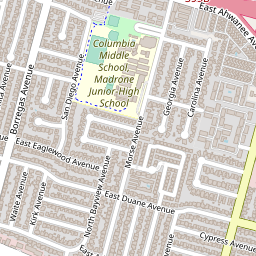 East Ahwanee Avenue
Columbia
Middle
School,
Madrone
Junior High
School
Borregas Avenue
San Diego Avenue
Georgia Avenue
Carolina Avenue
Morse Avenue
East Eaglewood Avenue
Waite Avenue
Kirk Avenue
North Bayview Avenue
East Duane Avenue
Cypress Avenue